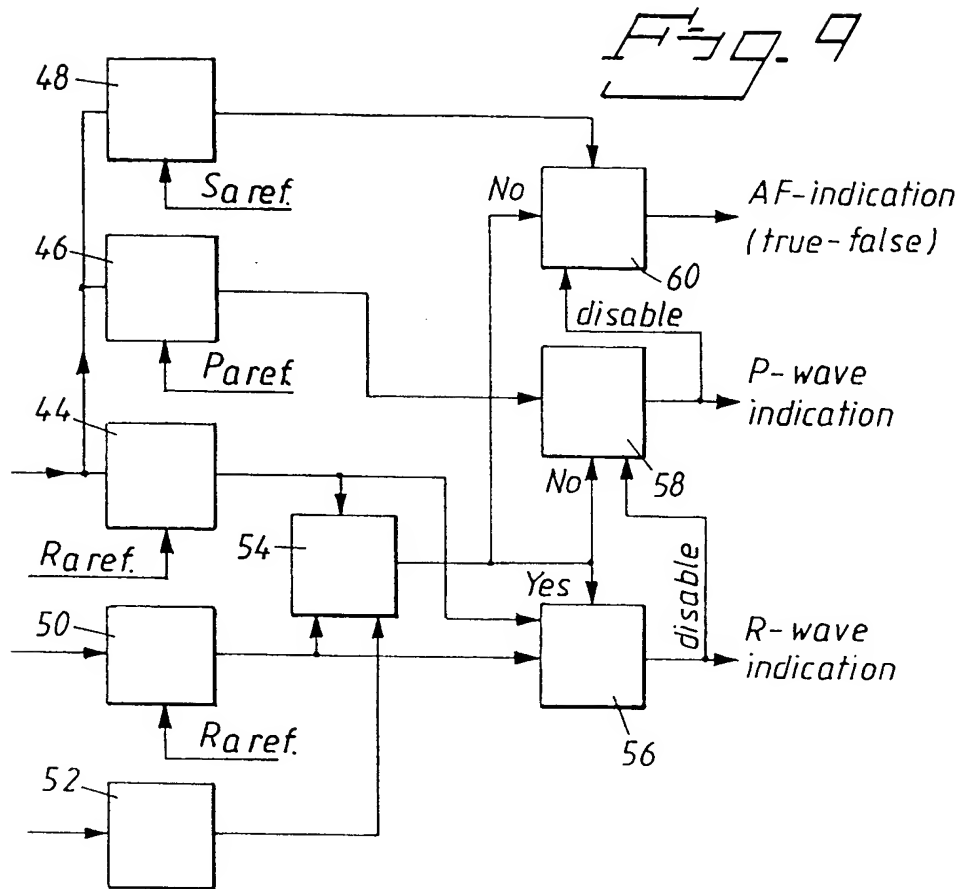 Fig. 9
48
Sa ref.
No
AF-indication
(true-false)
46
60
disable
Pa ref.
P-wave
indication
44
58
No
54
Ra ref.
disable
Yes
50
R-wave
indication
Ra ref.
56
52